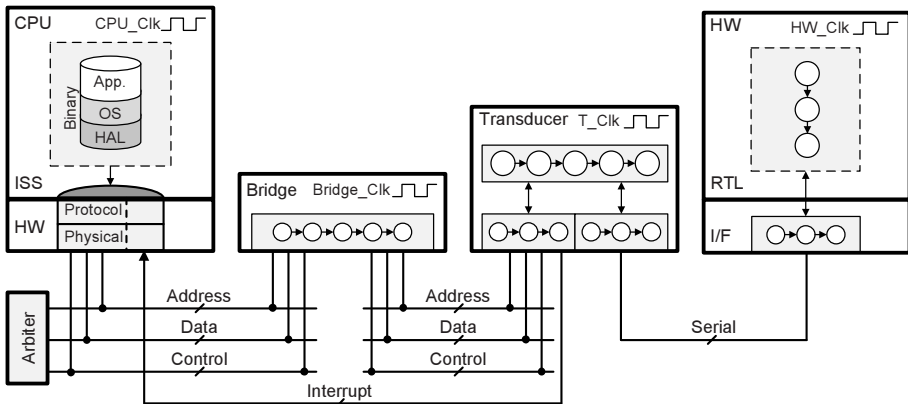 CPU
CPU_Clk
Binary
App.
OS
HAL
ISS
HW
Protocol
Physical
Bridge
Bridge_Clk
Transducer
T_Clk
HW
HW_Clk
RTL
I/F
Arbiter
Address
Data
Control
Address
Data
Control
Interrupt
Serial